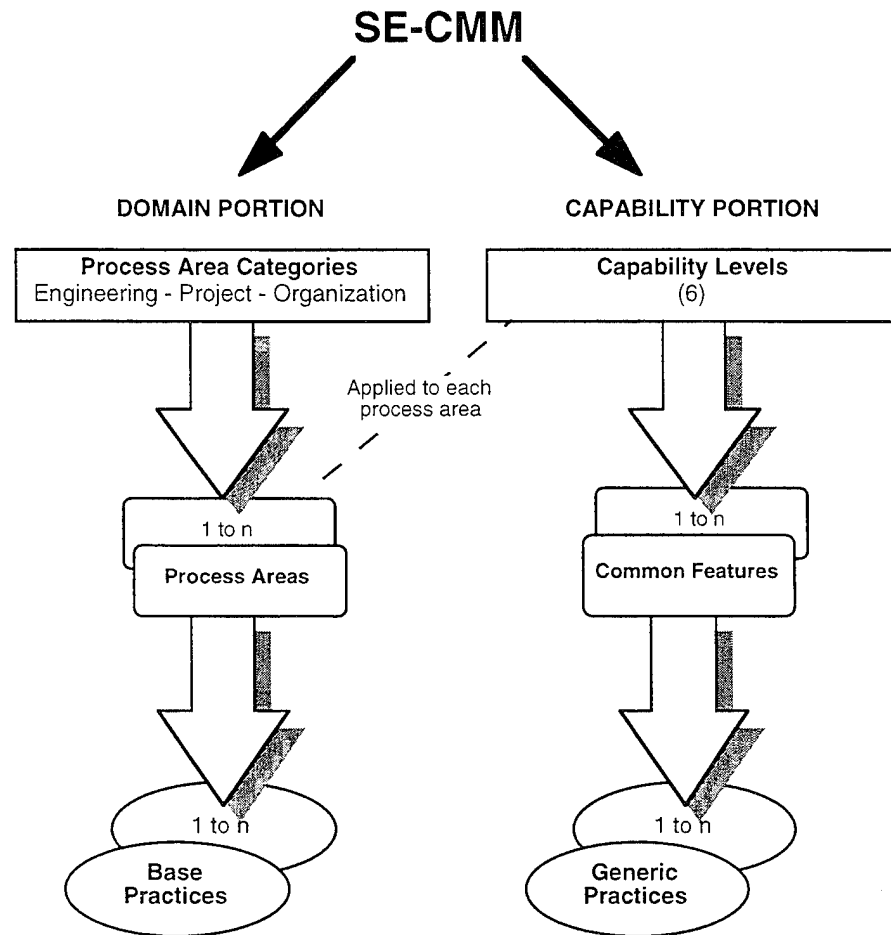 SE-CMM
DOMAIN PORTION
CAPABILITY PORTION
Process Area Categories
Engineering - Project - Organization
Capability Levels
(6)
Applied to each
process area
1 to n
Process Areas
1 to n
Common Features
1 to n
Base
Practices
1 to n
Generic
Practices